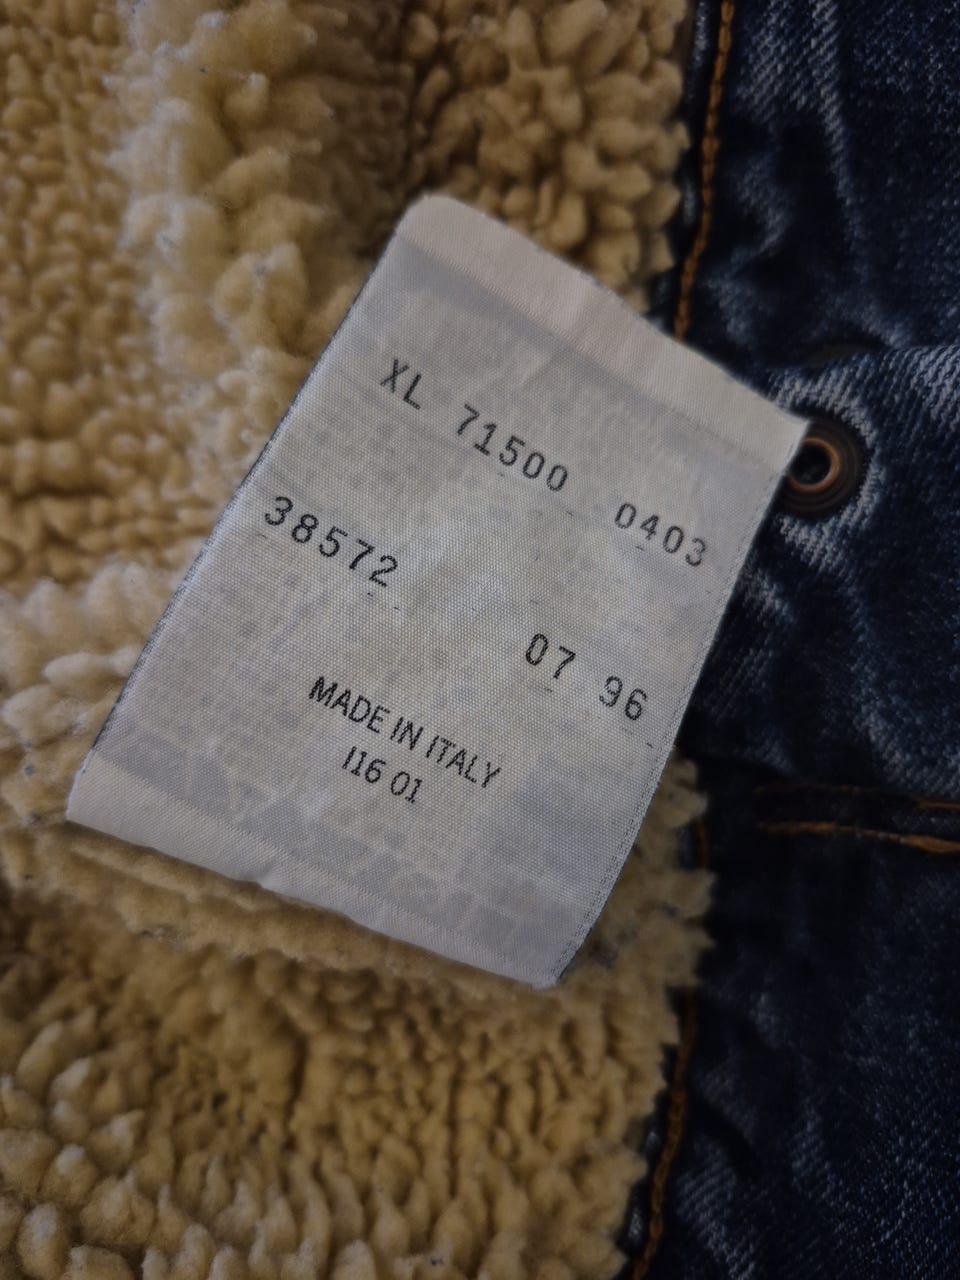 XL 71500 0403
38572
07 96
MADE IN ITALY
I16 01